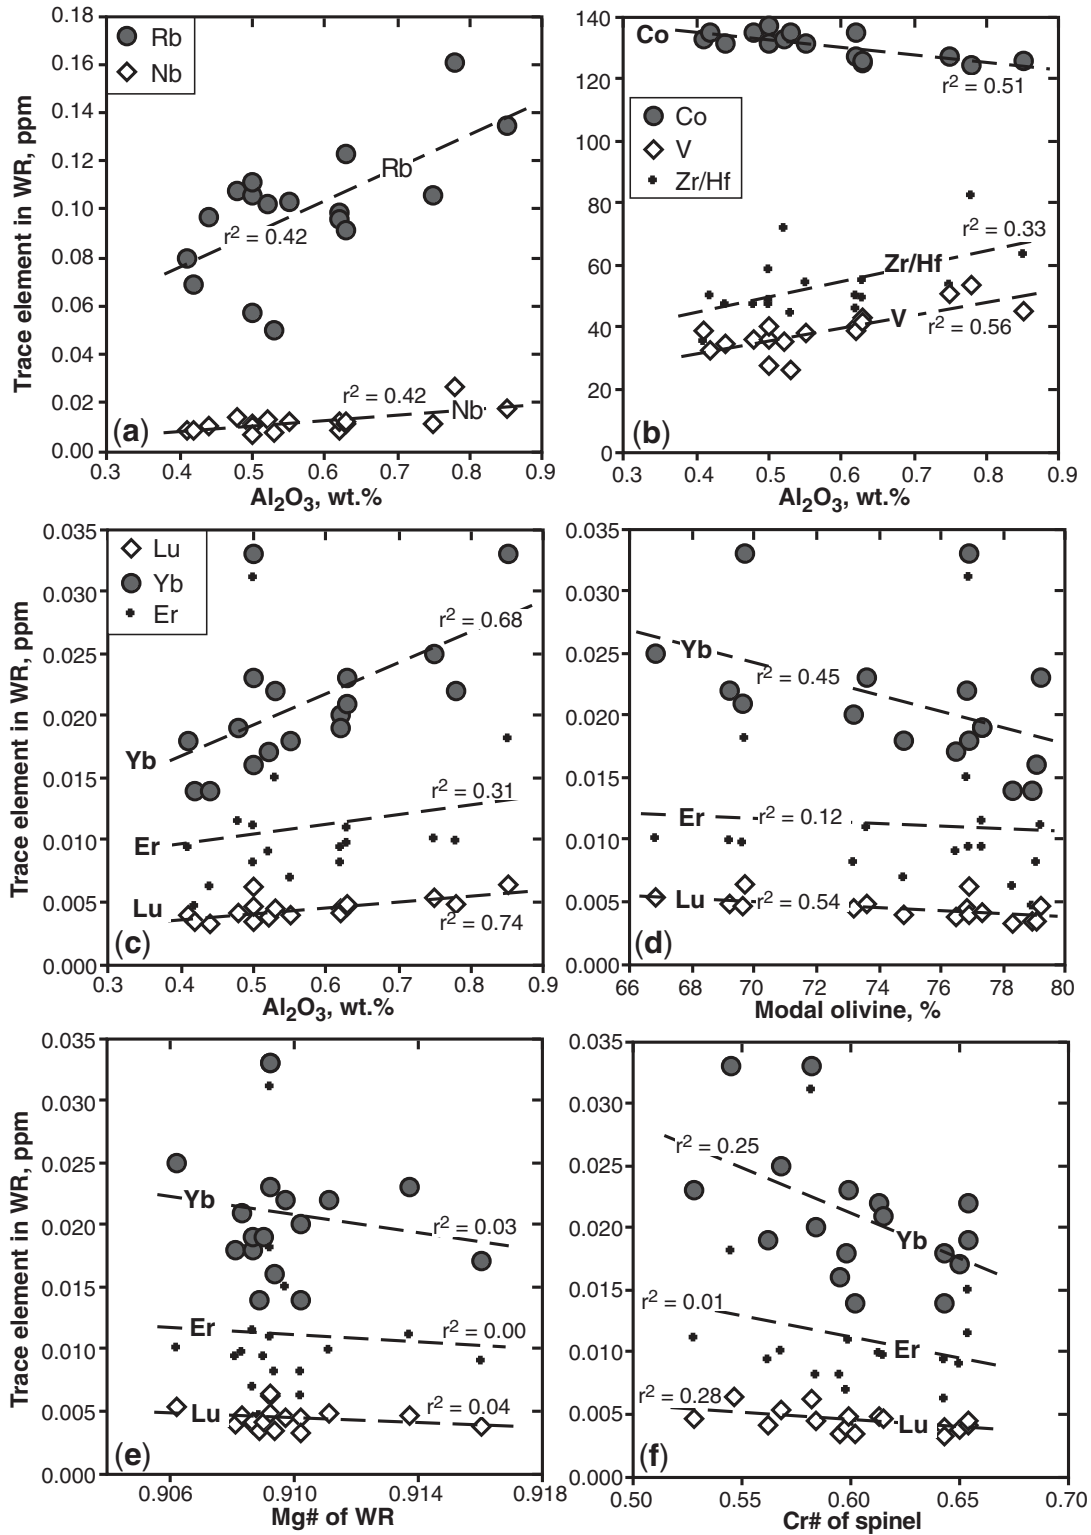 Trace element in WR, ppm
0.18
0.16
0.14
0.12
0.10
0.08
0.06
0.04
0.02
0.00
Rb
Nb
Rb
r2 = 0.42
r2 = 0.42
Nb
(a)
0.3 0.4 0.5 0.6 0.7 0.8 0.9
Al2O3, wt.%
140
120
100
80
60
40
20
0
Co
r2 = 0.51
Co
V
Zr/Hf
r2 = 0.33
Zr/Hf
V
r2 = 0.56
(b)
0.3 0.4 0.5 0.6 0.7 0.8 0.9
Al2O3, wt.%
Trace element in WR, ppm
0.035
0.030
0.025
0.020
0.015
0.010
0.005
0.000
Lu
Yb
Er
r2 = 0.68
Yb
r2 = 0.31
Er
Lu
r2 = 0.74
(c)
0.3 0.4 0.5 0.6 0.7 0.8 0.9
Al2O3, wt.%
0.035
0.030
0.025
0.020
0.015
0.010
0.005
0.000
Yb
r2 = 0.45
Er
r2 = 0.12
Lu
r2 = 0.54
(d)
66 68 70 72 74 76 78 80
Modal olivine, %
Trace element in WR, ppm
0.035
0.030
0.025
0.020
0.015
0.010
0.005
0.000
Yb
r2 = 0.03
Er
r2 = 0.00
Lu
r2 = 0.04
(e)
0.906 0.910 0.914 0.918
Mg# of WR
0.035
0.030
0.025
0.020
0.015
0.010
0.005
0.000
r2 = 0.25
Yb
r2 = 0.01
Er
r2 = 0.28
Lu
(f)
0.50 0.55 0.60 0.65 0.70
Cr# of spinel